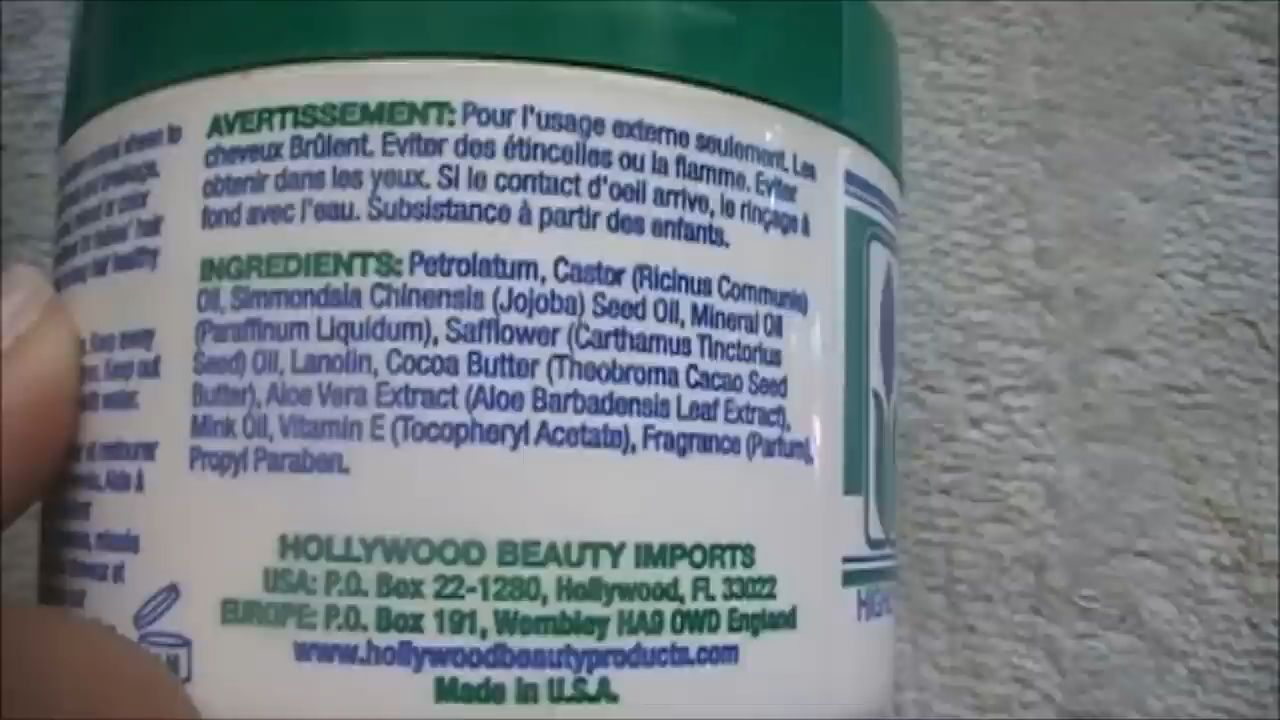 AVERTISSEMENT: Pour l'usage externe seulement. Les
cheveux Brûlent. Eviter des étincelles ou la flamme. Eviter
obtenir dans les yeux. Si le contact d'oeil arrive, le rinçage à
fond avec l'eau. Subsistance à partir des enfants.
INGREDIENTS: Petrolatum, Castor (Ricinus Communis)
Oil, Simmondsia Chinensis (Jojoba) Seed Oil, Mineral Oil
(Paraffinum Liquidum), Safflower (Carthamus Tinctorius
Seed) Oil, Lanolin, Cocoa Butter (Theobroma Cacao Seed
Butter), Aloe Vera Extract (Aloe Barbadensis Leaf Extract),
Mink Oil, Vitamin E (Tocopheryl Acetate), Fragrance (Parfum),
Propyl Paraben.
HOLLYWOOD BEAUTY IMPORTS
USA: P.O. Box 22-1280, Hollywood, FL 33022
EUROPE: P.O. Box 191, Wembley HA9 0WD England
www.hollywoodbeautyproducts.com
Made in U.S.A.